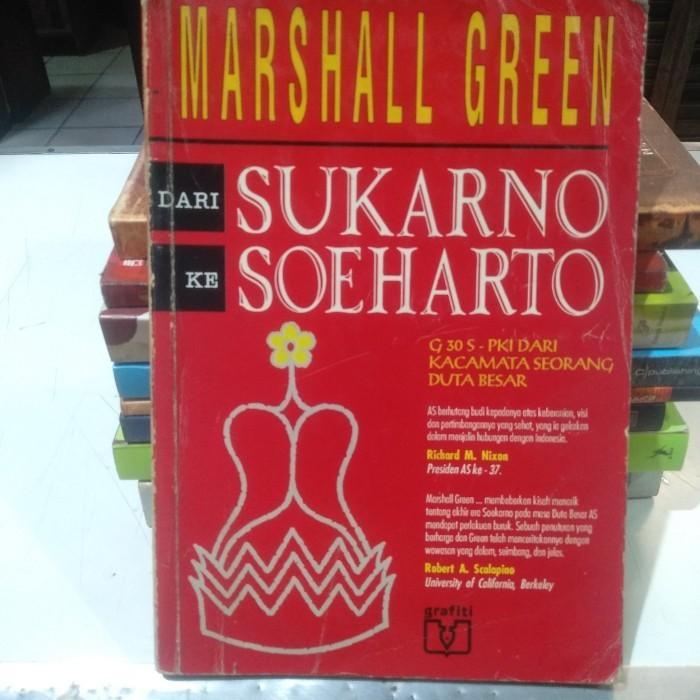 MARSHALL GREEN
DARI SUKARNO
KE SOEHARTO
G 30 S - PKI DARI
KACAMATA SEORANG
DUTA BESAR
AS berhutang budi kepadanya atas keberanian, visi
dan pertimbangannya yang sehat, yang ia gelakan
dalam menjalin hubungan dengan Indonesia.
Richard M. Nixon
Presiden AS ke - 37.
Marshall Green ... membeberkan kisah menarik
tentang akhir era Soekarno pada masa Duta Besar AS
mendapat perlakuan buruk. Sebuah penuturan yang
berharga dan Green telah menceritakannya dengan
wawasan yang dalam, seimbang, dan jelas.
Robert A. Scalapino
University of California, Berkeley
grafiti